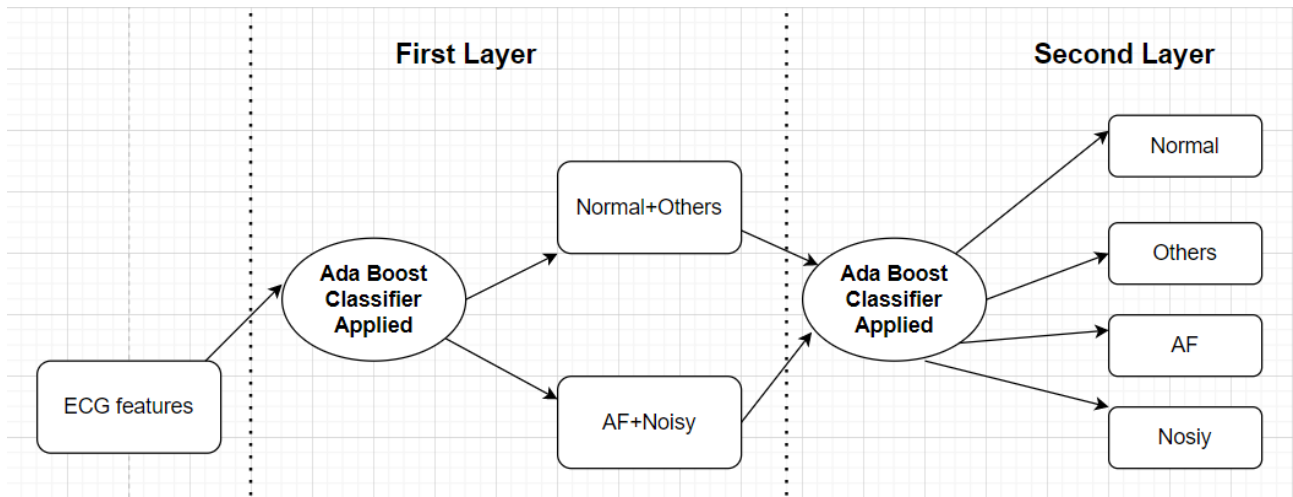 First Layer
Second Layer
ECG features
Ada Boost
Classifier
Applied
Normal+Others
AF+Noisy
Ada Boost
Classifier
Applied
Normal
Others
AF
Nosiy